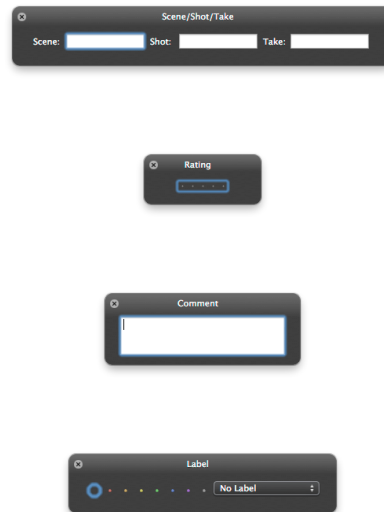 Scene/Shot/Take
Scene: Shot: Take:
Rating
Comment
Label
No Label